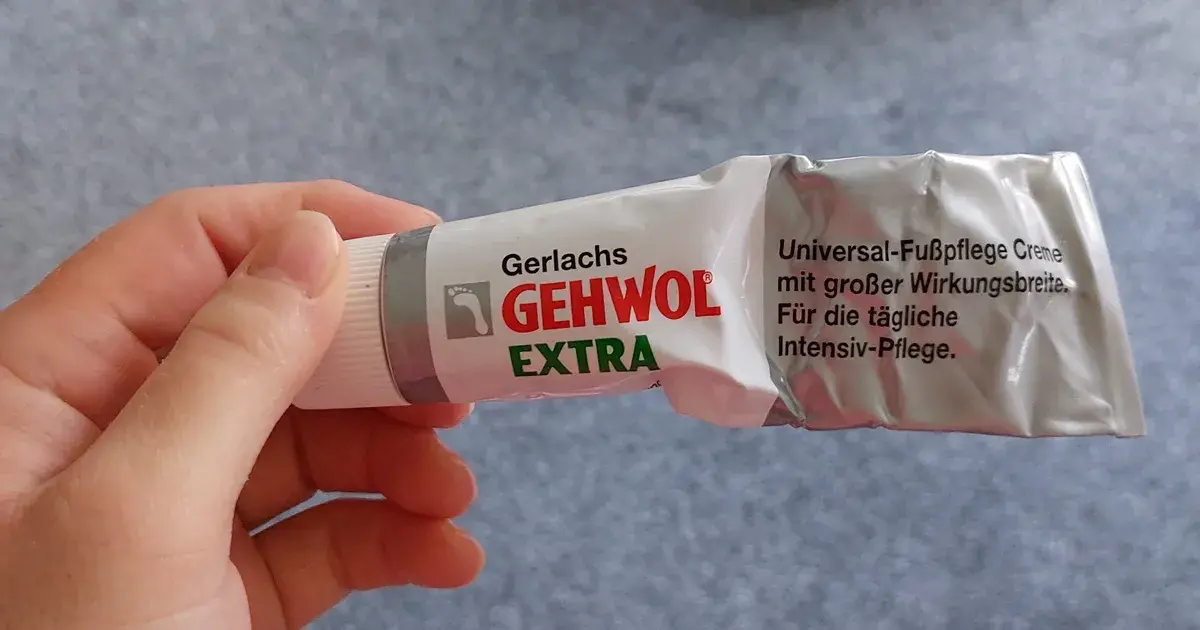 Gerlachs
GEHWOL®
EXTRA
Universal-Fußpflege Creme
mit großer Wirkungsbreite.
Für die tägliche
Intensiv-Pflege.